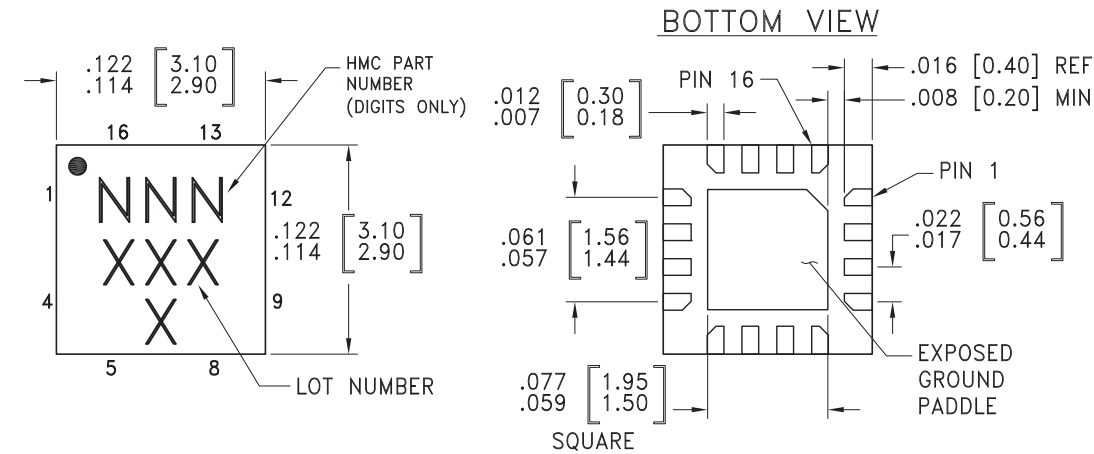 BOTTOM VIEW
.122 [3.10]
.114 [2.90]
HMC PART
NUMBER
(DIGITS ONLY)
16 13
1 12
4 9
5 8
NNN
XXX
X
.122 [3.10]
.114 [2.90]
LOT NUMBER
.012 [0.30]
.007 [0.18]
PIN 16
.016 [0.40] REF
.008 [0.20] MIN
PIN 1
.022 [0.56]
.017 [0.44]
.061 [1.56]
.057 [1.44]
.077 [1.95]
.059 [1.50]
SQUARE
EXPOSED
GROUND
PADDLE